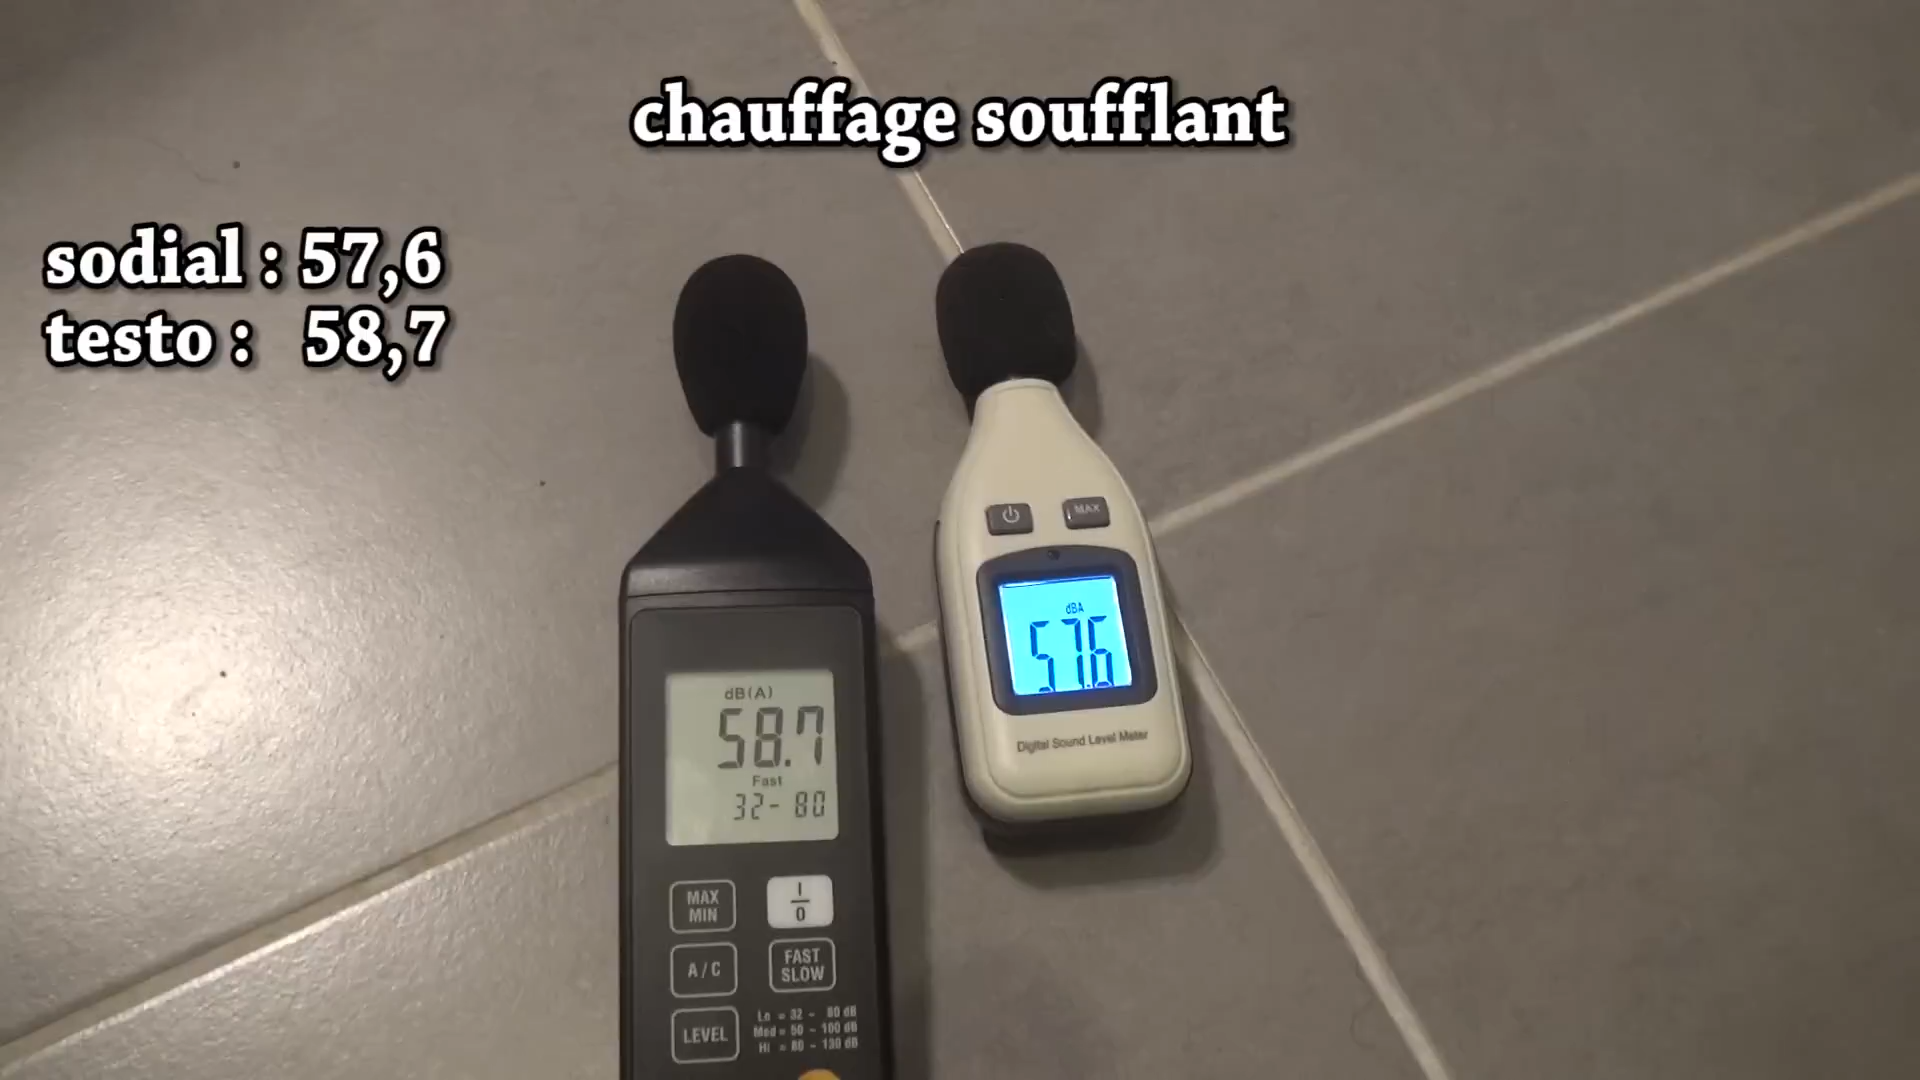 chauffage soufflant
sodial : 57,6
testo : 58,7
MAX
dBA
57.6
Digital Sound Level Meter
dB(A)
58.7
Fast
32- 80
MAX
MIN
I
0
A/C
FAST
SLOW
LEVEL
Lo = 32 - 80 dB
Med = 50 - 100 dB
Hi = 80 - 130 dB